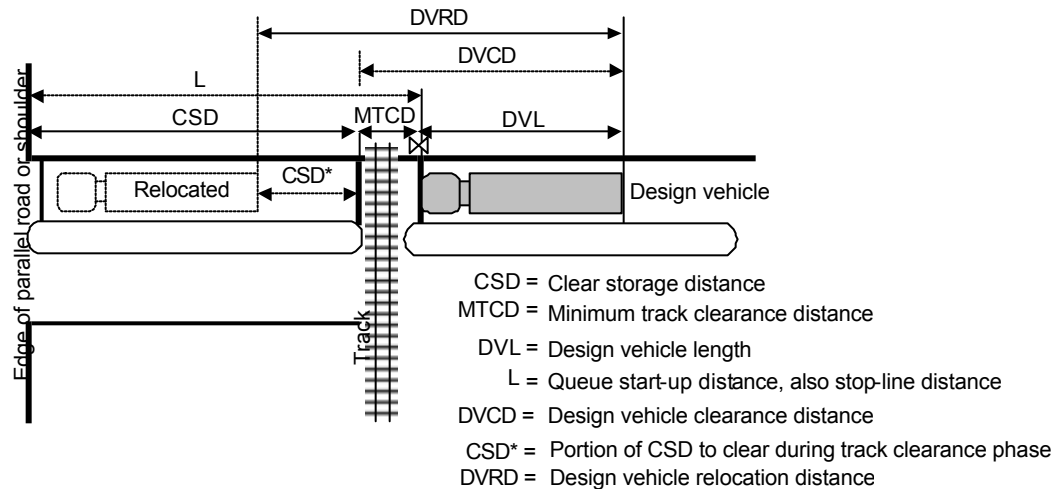 DVRD
DVCD
L
CSD
MTCD
DVL
Edge of parallel road or shoulder
Relocated
CSD*
Design vehicle
Track
CSD = Clear storage distance
MTCD = Minimum track clearance distance
DVL = Design vehicle length
L = Queue start-up distance, also stop-line distance
DVCD = Design vehicle clearance distance
CSD* = Portion of CSD to clear during track clearance phase
DVRD = Design vehicle relocation distance